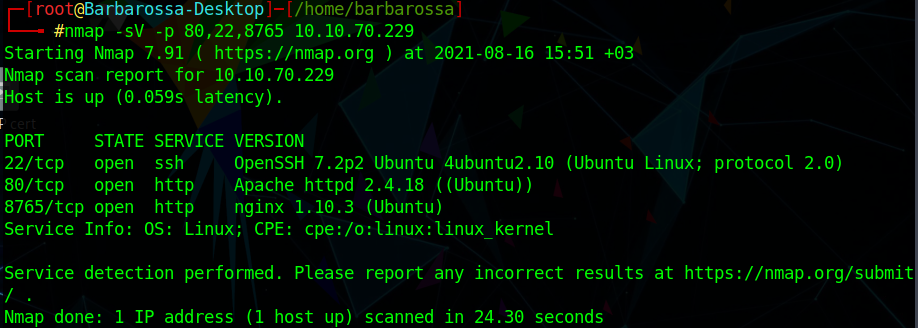 ┌─[root@Barbarossa-Desktop]─[/home/barbarossa]
└──╼ #nmap -sV -p 80,22,8765 10.10.70.229
Starting Nmap 7.91 ( https://nmap.org ) at 2021-08-16 15:51 +03
Nmap scan report for 10.10.70.229
Host is up (0.059s latency).
cert
PORT     STATE SERVICE VERSION
22/tcp   open  ssh     OpenSSH 7.2p2 Ubuntu 4ubuntu2.10 (Ubuntu Linux; protocol 2.0)
80/tcp   open  http    Apache httpd 2.4.18 ((Ubuntu))
8765/tcp open  http    nginx 1.10.3 (Ubuntu)
Service Info: OS: Linux; CPE: cpe:/o:linux:linux_kernel
Service detection performed. Please report any incorrect results at https://nmap.org/submit
/ .
Nmap done: 1 IP address (1 host up) scanned in 24.30 seconds